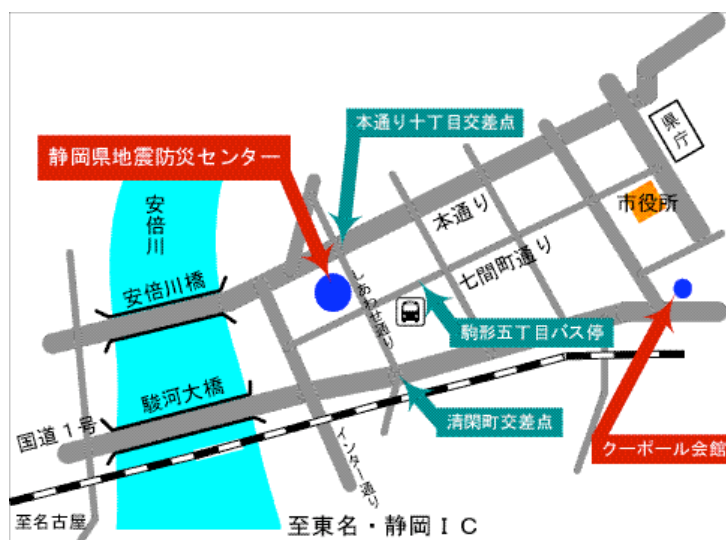 本通り十丁目交差点
県庁
静岡県地震防災センター
安倍川
市役所
本通り
七間町通り
安倍川橋
しあわせ通り
駒形五丁目バス停
駿河大橋
国道1号
清閑町交差点
クーポール会館
インター通り
至名古屋
至東名・静岡IC